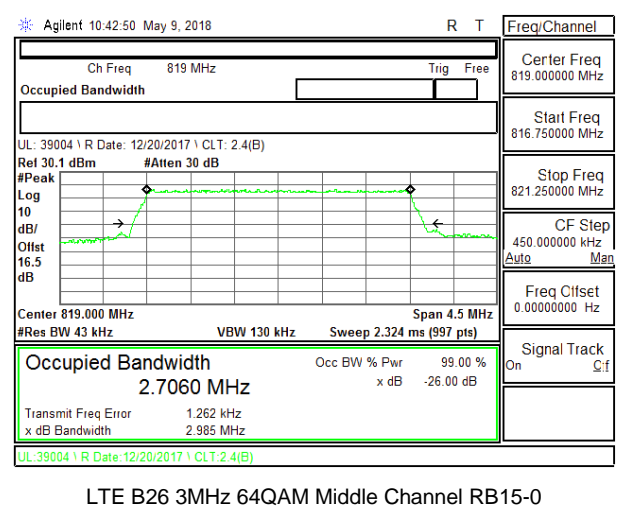 Agilent 10:42:50 May 9, 2018 R T
Ch Freq 819 MHz Trig Free
Occupied Bandwidth
UL: 39004 \ R Date: 12/20/2017 \ CLT: 2.4(B)
Ref 30.1 dBm #Atten 30 dB
#Peak
Log
10
dB/
Offst
16.5
dB
Center 819.000 MHz Span 4.5 MHz
#Res BW 43 kHz VBW 130 kHz Sweep 2.324 ms (997 pts)
Occupied Bandwidth Occ BW % Pwr 99.00 %
2.7060 MHz x dB -26.00 dB
Transmit Freq Error 1.262 kHz
x dB Bandwidth 2.985 MHz
UL:39004 \ R Date:12/20/2017 \ CLT:2.4(B)
Freq/Channel
Center Freq
819.000000 MHz
Start Freq
816.750000 MHz
Stop Freq
821.250000 MHz
CF Step
450.000000 kHz
Auto Man
Freq Offset
0.00000000 Hz
Signal Track
On Off
LTE B26 3MHz 64QAM Middle Channel RB15-0